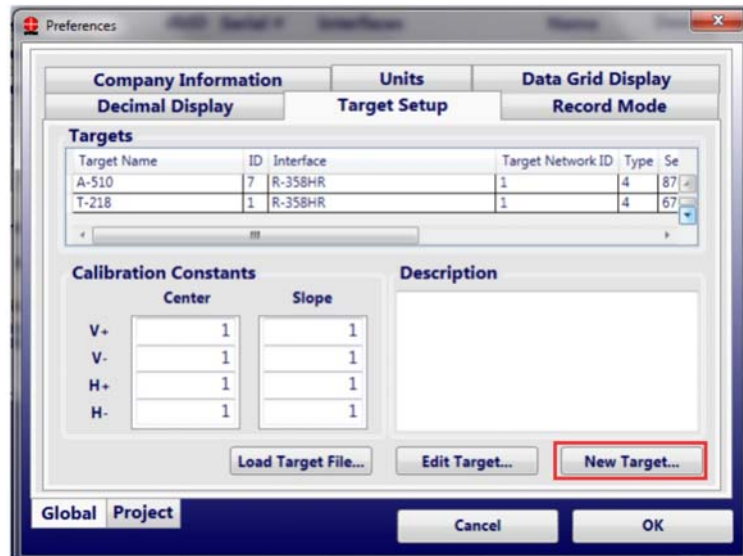 Preferences
Company Information Units Data Grid Display
Decimal Display Target Setup Record Mode
Targets
Target Name ID Interface Target Network ID Type Se
A-510 7 R-358HR 1 4 87
T-218 1 R-358HR 1 4 67
Calibration Constants Description
Center Slope
V+ 1 1
V- 1 1
H+ 1 1
H- 1 1
Load Target File... Edit Target... New Target...
Global Project
Cancel OK